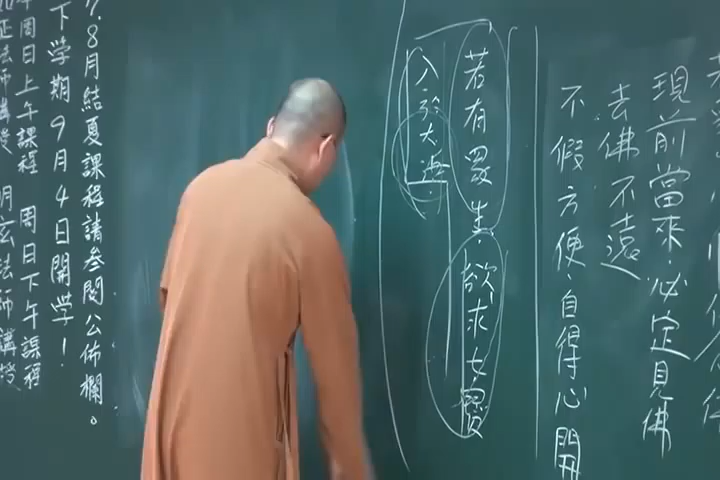 現前當來,必定見佛
去佛不遠
不假方便,自得心開
若有眾生,欲求女寶
入於大海
7.8月結夏課程請參閱公佈欄。
下學期9月4日開學!
周日上午課程 周日下午課程
法師講授 明玄法師講授